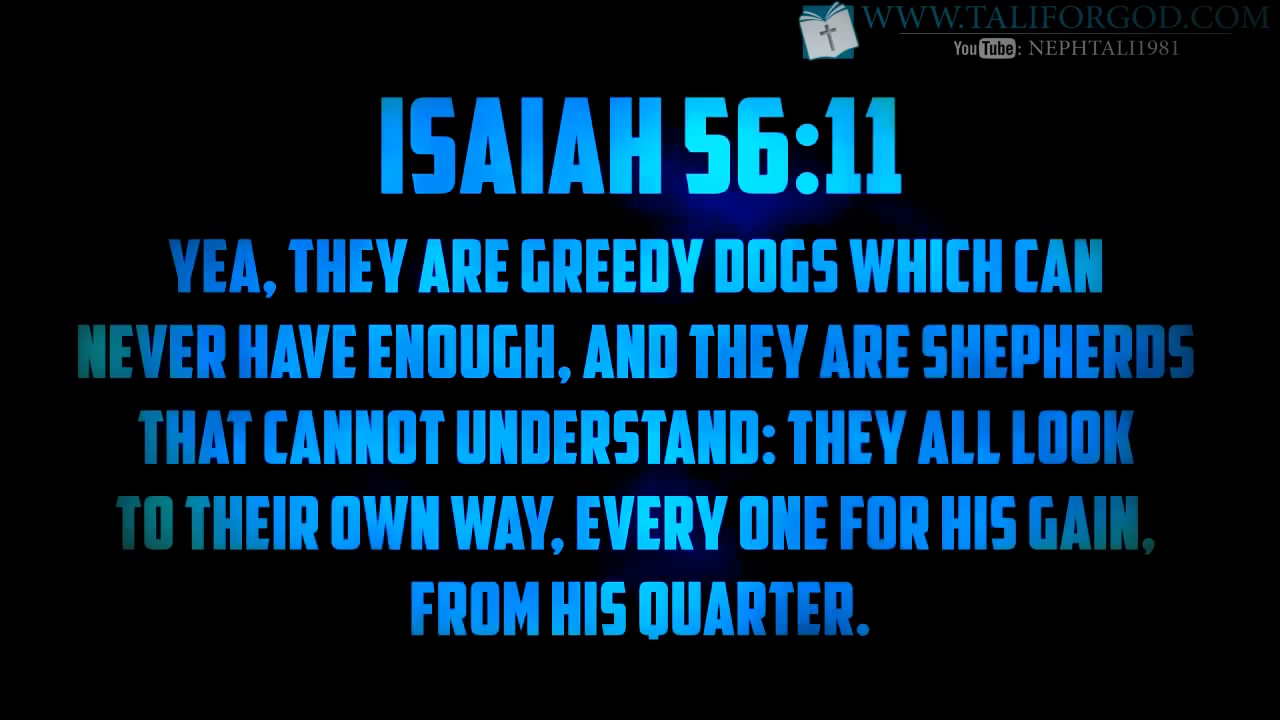 WWW.TALIFORGOD.COM
YouTube: NEPHTALI1981
ISAIAH 56:11
YEA, THEY ARE GREEDY DOGS WHICH CAN
NEVER HAVE ENOUGH, AND THEY ARE SHEPHERDS
THAT CANNOT UNDERSTAND: THEY ALL LOOK
TO THEIR OWN WAY, EVERY ONE FOR HIS GAIN,
FROM HIS QUARTER.